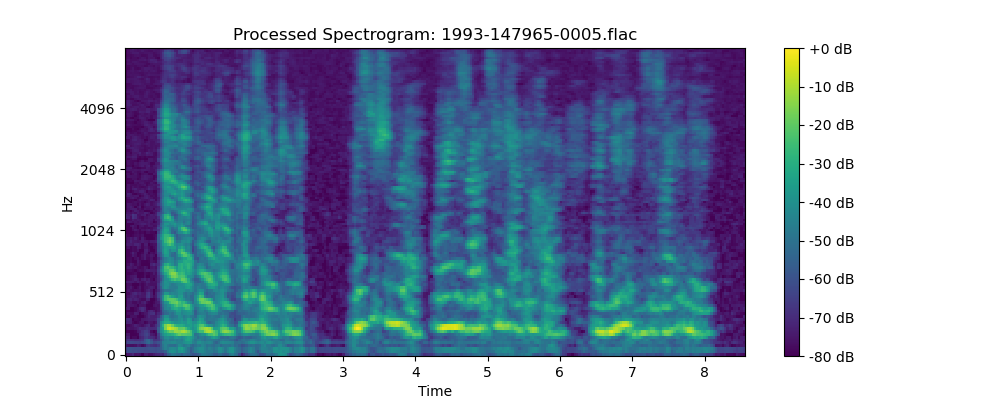 Processed Spectrogram: 1993-147965-0005.flac
Hz
4096
2048
1024
512
0
0 1 2 3 4 5 6 7 8
Time
+0 dB
-10 dB
-20 dB
-30 dB
-40 dB
-50 dB
-60 dB
-70 dB
-80 dB